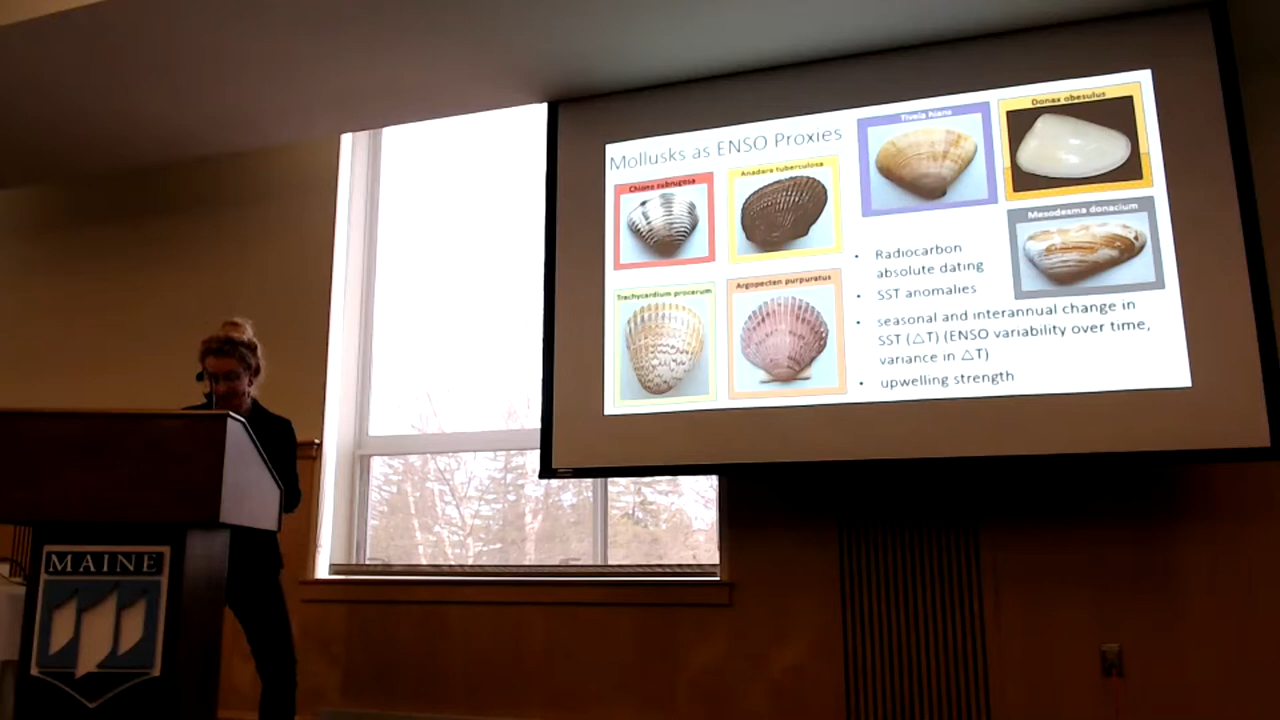 Mollusks as ENSO Proxies
Chione subrugosa
Anadara tuberculosa
Tivela hians
Donax obesulus
Mesodesma donacium
Trachycardium procerum
Argopecten purpuratus
• Radiocarbon
absolute dating
• SST anomalies
• seasonal and interannual change in
SST (△T) (ENSO variability over time,
variance in △T)
• upwelling strength
MAINE